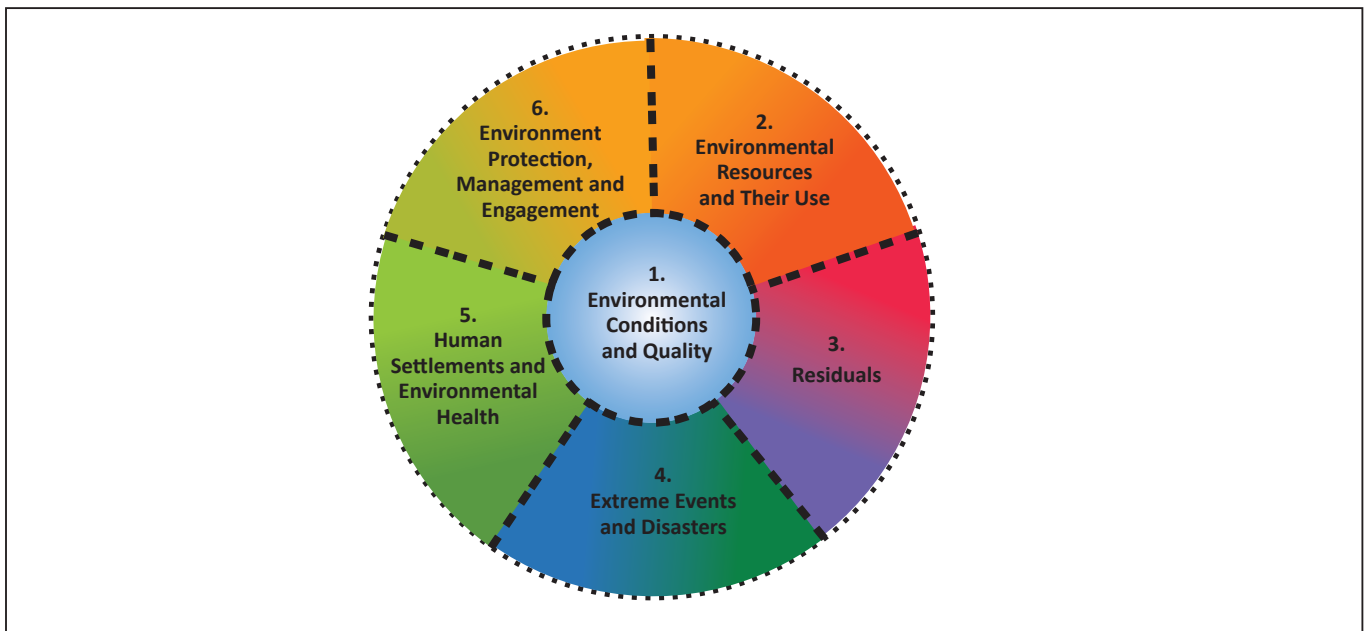 1.
Environmental
Conditions
and Quality
2.
Environmental
Resources
and Their Use
3.
Residuals
4.
Extreme Events
and Disasters
5.
Human
Settlements and
Environmental
Health
6.
Environment
Protection,
Management and
Engagement